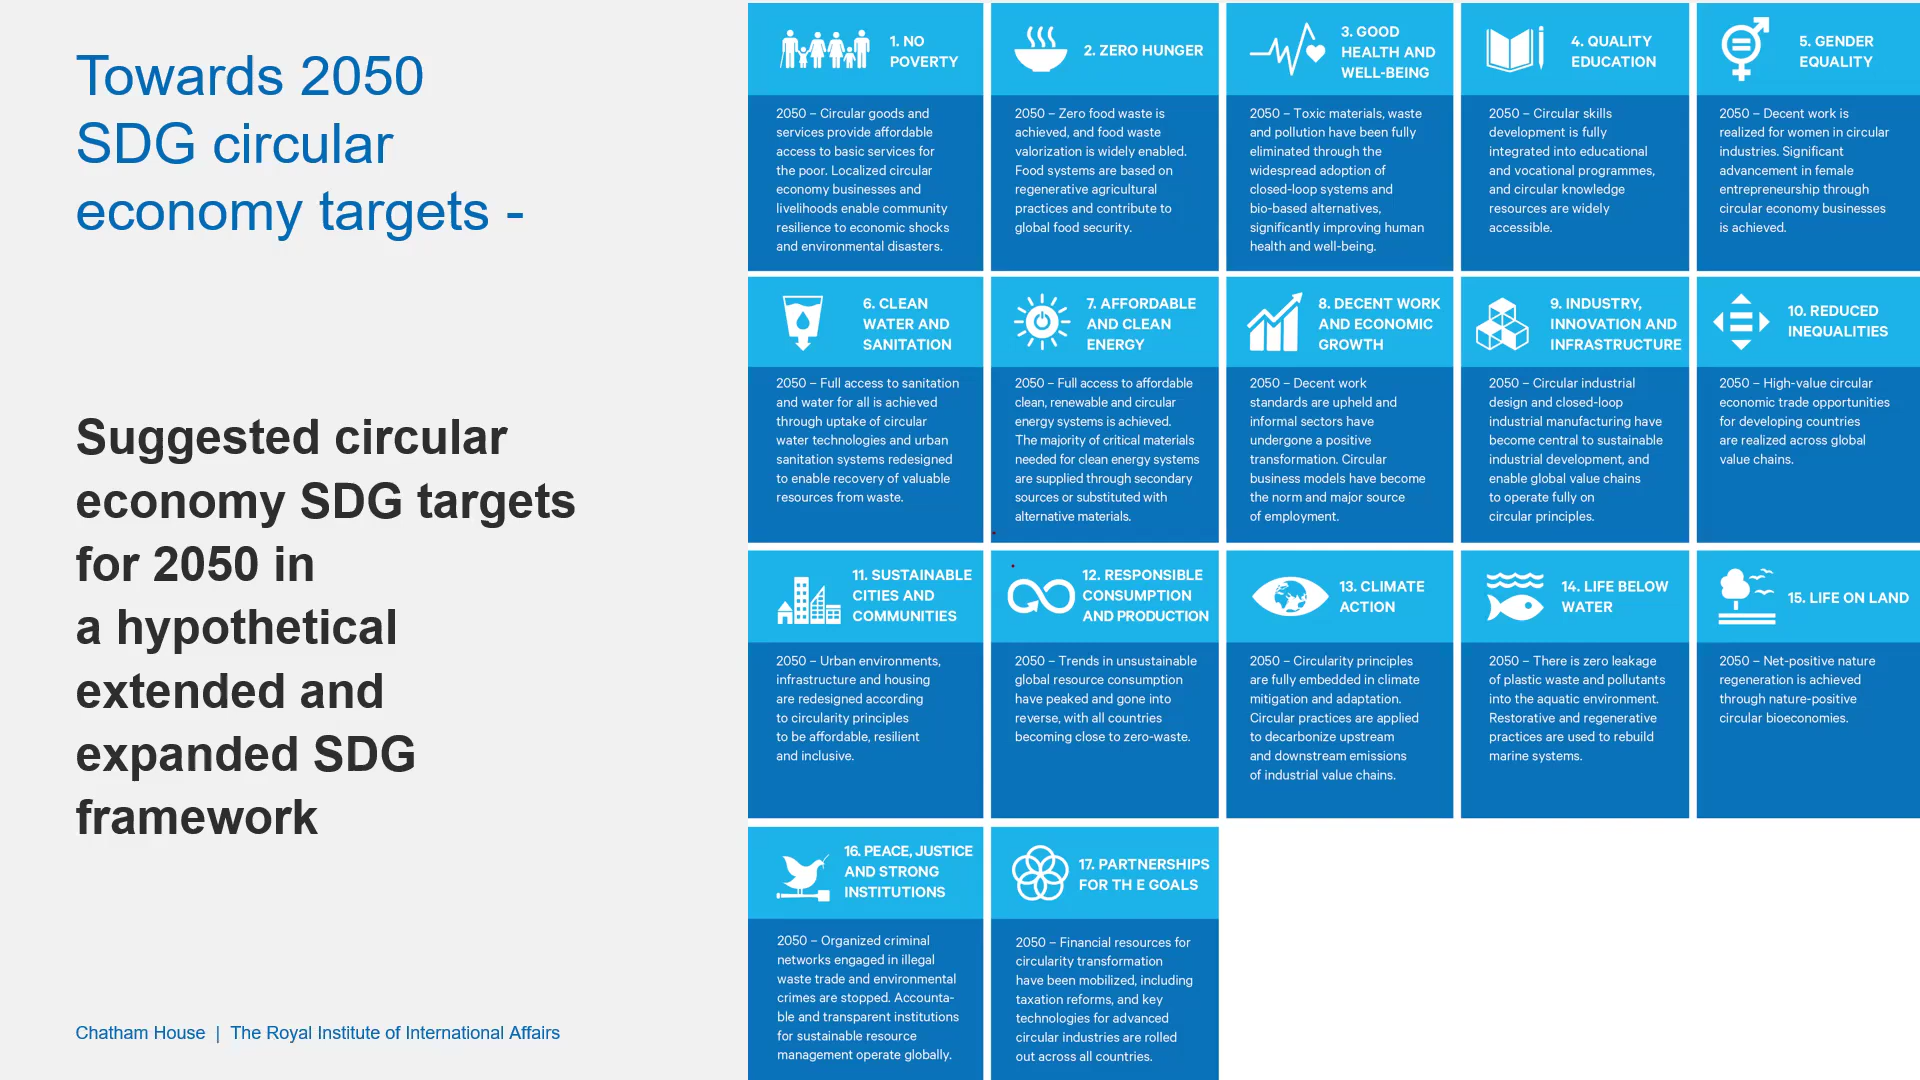 Towards 2050
SDG circular
economy targets -
Suggested circular
economy SDG targets
for 2050 in
a hypothetical
extended and
expanded SDG
framework
Chatham House | The Royal Institute of International Affairs
1. NO
POVERTY
2050 – Circular goods and
services provide affordable
access to basic services for
the poor. Localized circular
economy businesses and
livelihoods enable community
resilience to economic shocks
and environmental disasters.
2. ZERO HUNGER
2050 – Zero food waste is
achieved, and food waste
valorization is widely enabled.
Food systems are based on
regenerative agricultural
practices and contribute to
global food security.
3. GOOD
HEALTH AND
WELL-BEING
2050 – Toxic materials, waste
and pollution have been fully
eliminated through the
widespread adoption of
closed-loop systems and
bio-based alternatives,
significantly improving human
health and well-being.
4. QUALITY
EDUCATION
2050 – Circular skills
development is fully
integrated into educational
and vocational programmes,
and circular knowledge
resources are widely
accessible.
5. GENDER
EQUALITY
2050 – Decent work is
realized for women in circular
industries. Significant
advancement in female
entrepreneurship through
circular economy businesses
is achieved.
6. CLEAN
WATER AND
SANITATION
2050 – Full access to sanitation
and water for all is achieved
through uptake of circular
water technologies and urban
sanitation systems redesigned
to enable recovery of valuable
resources from waste.
7. AFFORDABLE
AND CLEAN
ENERGY
2050 – Full access to affordable
clean, renewable and circular
energy systems is achieved.
The majority of critical materials
needed for clean energy systems
are supplied through secondary
sources or substituted with
alternative materials.
8. DECENT WORK
AND ECONOMIC
GROWTH
2050 – Decent work
standards are upheld and
informal sectors have
undergone a positive
transformation. Circular
business models have become
the norm and major source
of employment.
9. INDUSTRY,
INNOVATION AND
INFRASTRUCTURE
2050 – Circular industrial
design and closed-loop
industrial manufacturing have
become central to sustainable
industrial development, and
enable global value chains
to operate fully on
circular principles.
10. REDUCED
INEQUALITIES
2050 – High-value circular
economic trade opportunities
for developing countries
are realized across global
value chains.
11. SUSTAINABLE
CITIES AND
COMMUNITIES
2050 – Urban environments,
infrastructure and housing
are redesigned according
to circularity principles
to be affordable, resilient
and inclusive.
12. RESPONSIBLE
CONSUMPTION
AND PRODUCTION
2050 – Trends in unsustainable
global resource consumption
have peaked and gone into
reverse, with all countries
becoming close to zero-waste.
13. CLIMATE
ACTION
2050 – Circularity principles
are fully embedded in climate
mitigation and adaptation.
Circular practices are applied
to decarbonize upstream
and downstream emissions
of industrial value chains.
14. LIFE BELOW
WATER
2050 – There is zero leakage
of plastic waste and pollutants
into the aquatic environment.
Restorative and regenerative
practices are used to rebuild
marine systems.
15. LIFE ON LAND
2050 – Net-positive nature
regeneration is achieved
through nature-positive
circular bioeconomies.
16. PEACE, JUSTICE
AND STRONG
INSTITUTIONS
2050 – Organized criminal
networks engaged in illegal
waste trade and environmental
crimes are stopped. Accounta-
ble and transparent institutions
for sustainable resource
management operate globally.
17. PARTNERSHIPS
FOR TH E GOALS
2050 – Financial resources for
circularity transformation
have been mobilized, including
taxation reforms, and key
technologies for advanced
circular industries are rolled
out across all countries.